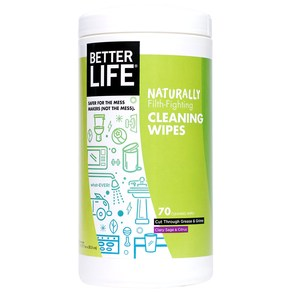 BETTER
LIFE®
SAFER FOR THE MESS
MAKERS (NOT THE MESS).
NATURALLY
Filth-Fighting
CLEANING
WIPES
70
Cut Through Grease & Grime
Clary Sage & Citrus